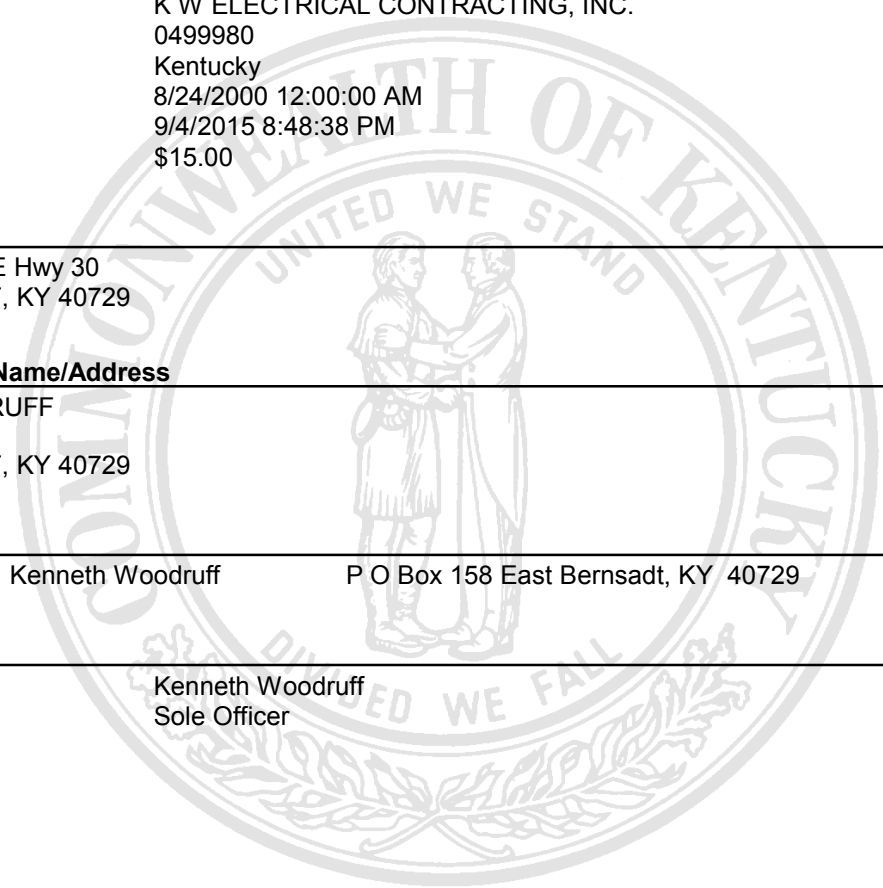 K W ELECTRICAL CONTRACTING, INC.
0499980
Kentucky
8/24/2000 12:00:00 AM
9/4/2015 8:48:38 PM
$15.00
E Hwy 30
, KY 40729
Name/Address
RUFF
, KY 40729
Kenneth Woodruff P O Box 158 East Bernsadt, KY 40729
Kenneth Woodruff
Sole Officer
COMMONWEALTH OF KENTUCKY
UNITED WE STAND
DIVIDED WE FALL